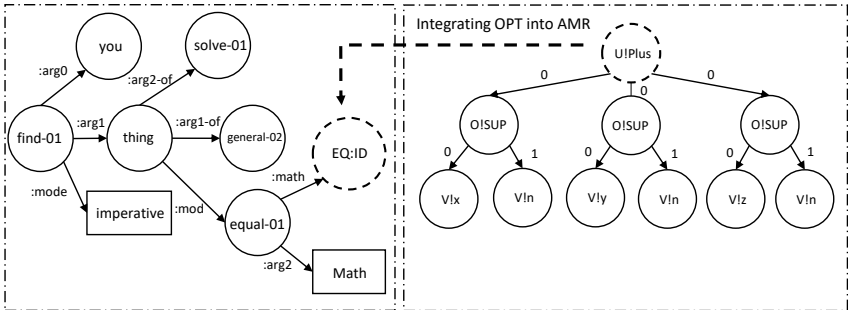 Integrating OPT into AMR
you
solve-01
U!Plus
:arg0
:arg2-of
0
0
0
find-01
:arg1
thing
:arg1-of
general-02
O!SUP
O!SUP
O!SUP
EQ:ID
0
1
0
1
0
1
:math
:mode
imperative
:mod
equal-01
V!x
V!n
V!y
V!n
V!z
V!n
:arg2
Math